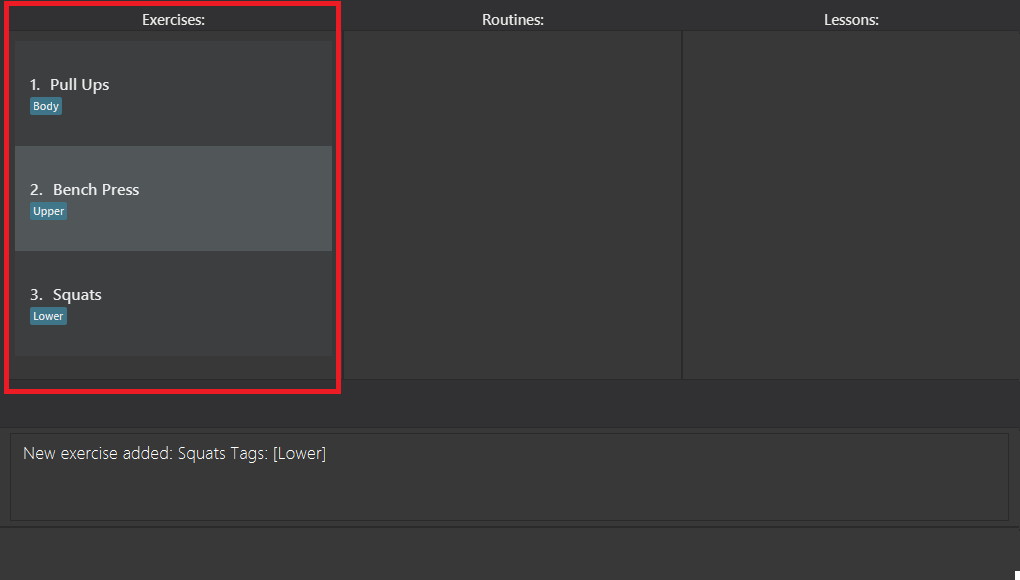 Exercises:
1. Pull Ups
Body
2. Bench Press
Upper
3. Squats
Lower
Routines:
Lessons:
New exercise added: Squats Tags: [Lower]